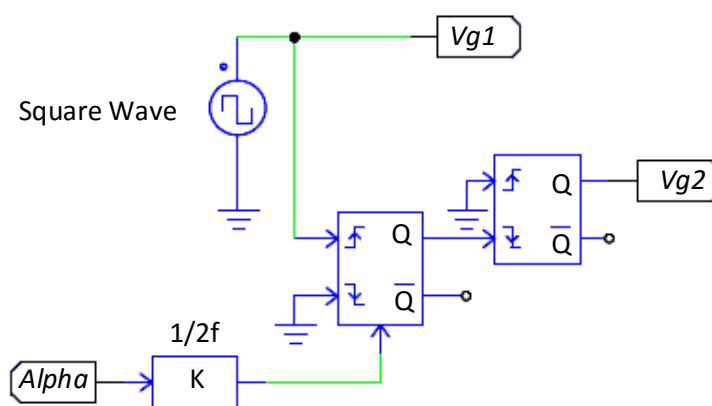 Vg1
Square Wave
Q
Vg2
Q
Q
Q
1/2f
Alpha
K